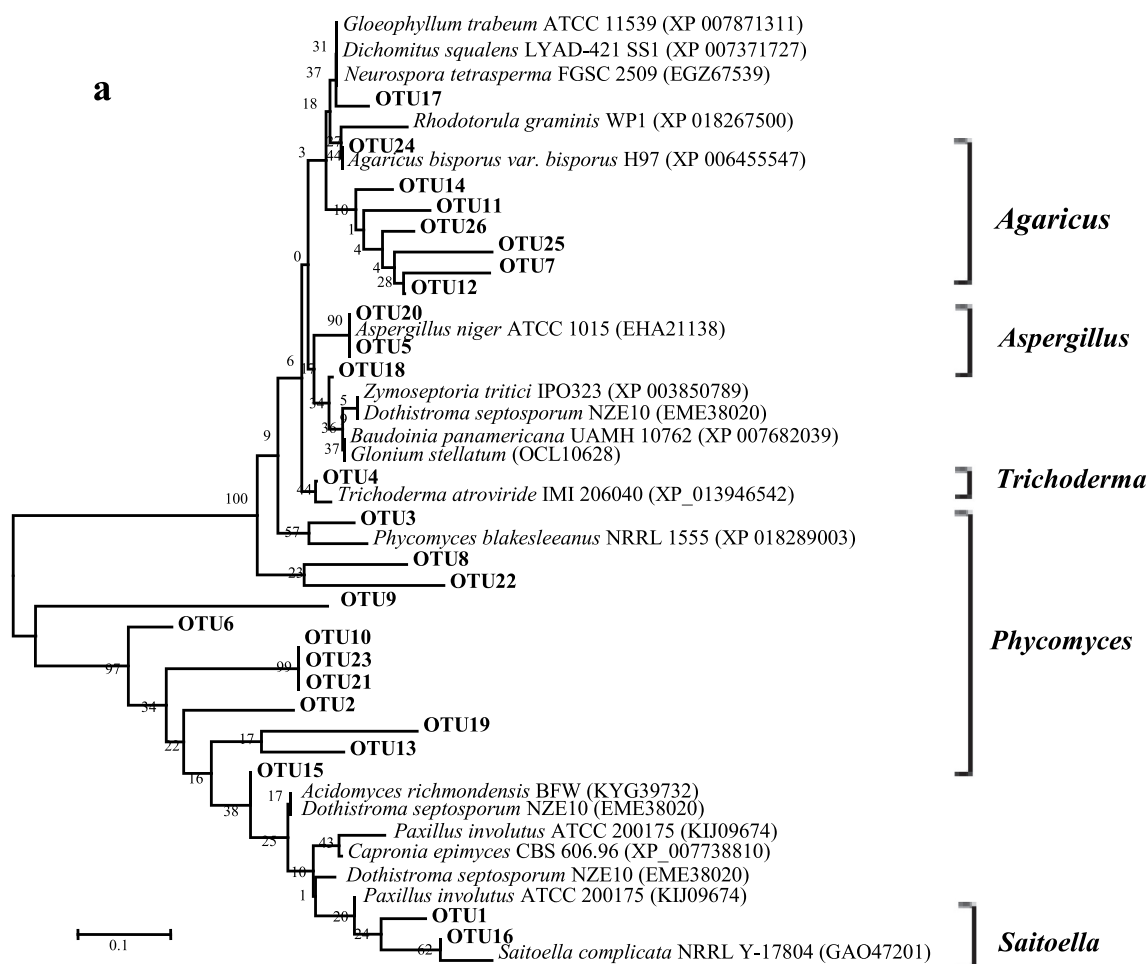 a
Gloeophyllum trabeum ATCC 11539 (XP 007871311)
31
Dichomitus squalens LYAD-421 SS1 (XP 007371727)
37
Neurospora tetrasperma FGSC 2509 (EGZ67539)
18
OTU17
Rhodotorula graminis WP1 (XP 018267500)
27
OTU24
3
44
Agaricus bisporus var. bisporus H97 (XP 006455547)
OTU14
10
OTU11
Agaricus
1
OTU26
4
OTU25
0
4
OTU7
28
OTU12
OTU20
90
Aspergillus niger ATCC 1015 (EHA21138)
Aspergillus
OTU5
6
17
OTU18
Zymoseptoria tritici IPO323 (XP 003850789)
34
5
Dothistroma septosporum NZE10 (EME38020)
9
36
Baudoinia panamericana UAMH 10762 (XP 007682039)
9
37
Glonium stellatum (OCL10628)
OTU4
Trichoderma
44
Trichoderma atroviride IMI 206040 (XP_013946542)
100
OTU3
57
Phycomyces blakesleeanus NRRL 1555 (XP 018289003)
OTU8
23
OTU22
OTU9
OTU6
OTU10
Phycomyces
97
99
OTU23
OTU21
34
OTU2
OTU19
22
17
OTU13
16
OTU15
17
Acidomyces richmondensis BFW (KYG39732)
38
Dothistroma septosporum NZE10 (EME38020)
Paxillus involutus ATCC 200175 (KIJ09674)
25
43
Capronia epimyces CBS 606.96 (XP_007738810)
10
Dothistroma septosporum NZE10 (EME38020)
1
Paxillus involutus ATCC 200175 (KIJ09674)
20
OTU1
24
OTU16
Saitoella
62
Saitoella complicata NRRL Y-17804 (GAO47201)
0.1